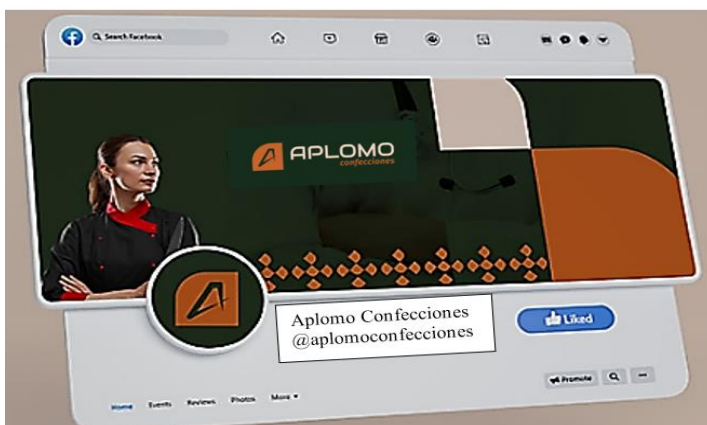 Search Facebook
APLOMO
confecciones
Aplomo Confecciones
@aplomoconfecciones
Liked
Promote
Home Events Reviews Photos More